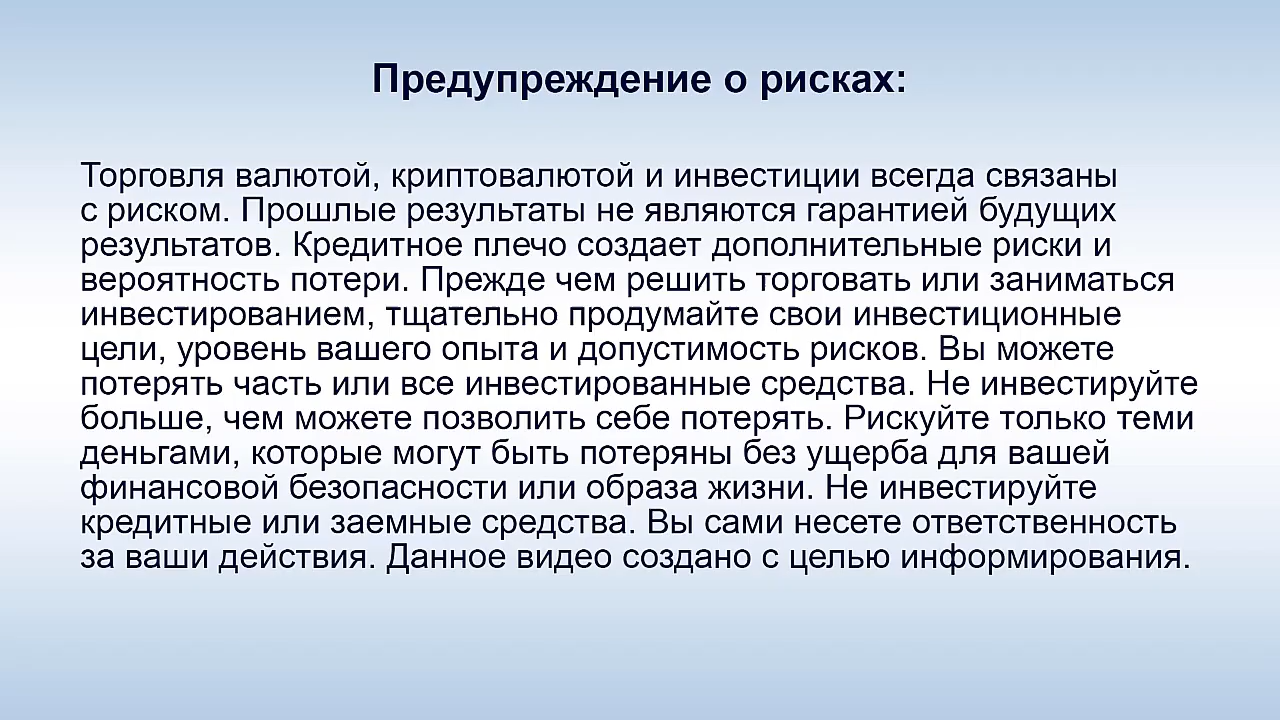 Предупреждение о рисках:
Торговля валютой, криптовалютой и инвестиции всегда связаны
с риском. Прошлые результаты не являются гарантией будущих
результатов. Кредитное плечо создает дополнительные риски и
вероятность потери. Прежде чем решить торговать или заниматься
инвестированием, тщательно продумайте свои инвестиционные
цели, уровень вашего опыта и допустимость рисков. Вы можете
потерять часть или все инвестированные средства. Не инвестируйте
больше, чем можете позволить себе потерять. Рискуйте только теми
деньгами, которые могут быть потеряны без ущерба для вашей
финансовой безопасности или образа жизни. Не инвестируйте
кредитные или заемные средства. Вы сами несете ответственность
за ваши действия. Данное видео создано с целью информирования.